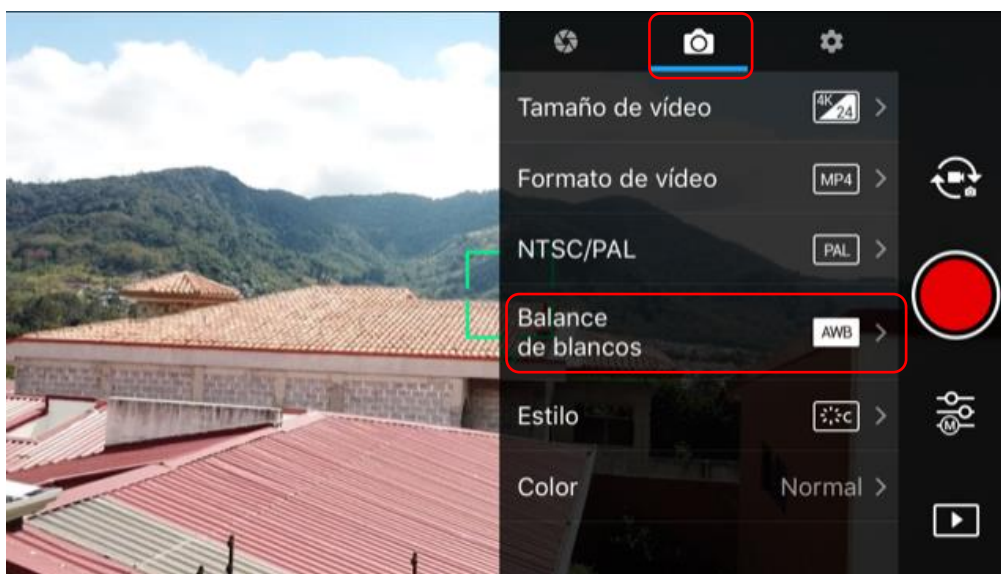 Tamaño de vídeo
4K 24
Formato de vídeo
MP4
NTSC/PAL
PAL
Balance
de blancos
AWB
Estilo
C
Color
Normal
M